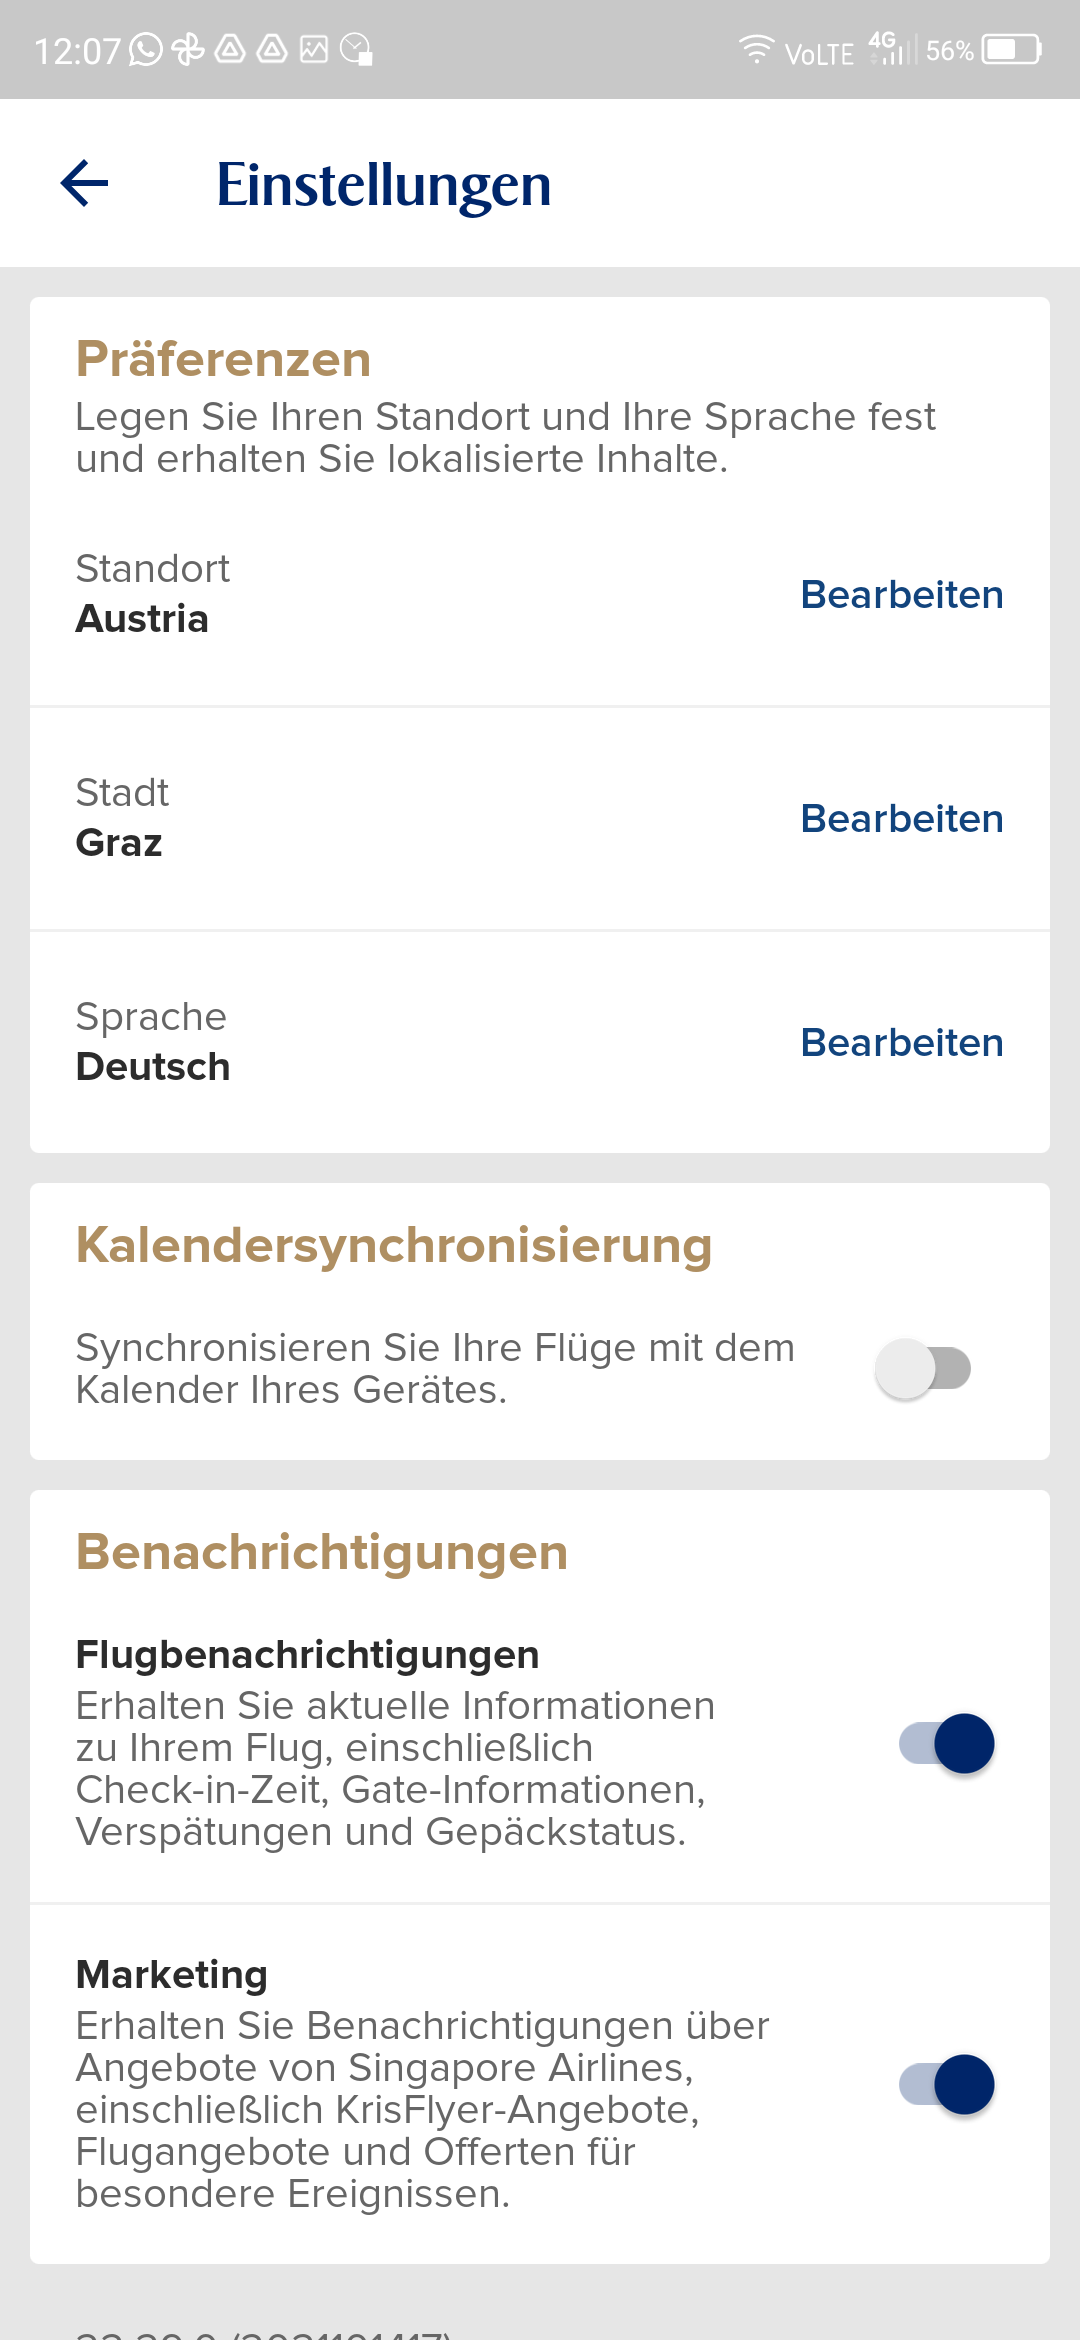 12:07 VoLTE 4G 56%
Einstellungen
Präferenzen
Legen Sie Ihren Standort und Ihre Sprache fest
und erhalten Sie lokalisierte Inhalte.
Standort
Austria
Bearbeiten
Stadt
Graz
Bearbeiten
Sprache
Deutsch
Bearbeiten
Kalendersynchronisierung
Synchronisieren Sie Ihre Flüge mit dem
Kalender Ihres Gerätes.
Benachrichtigungen
Flugbenachrichtigungen
Erhalten Sie aktuelle Informationen
zu Ihrem Flug, einschließlich
Check-in-Zeit, Gate-Informationen,
Verspätungen und Gepäckstatus.
Marketing
Erhalten Sie Benachrichtigungen über
Angebote von Singapore Airlines,
einschließlich KrisFlyer-Angebote,
Flugangebote und Offerten für
besondere Ereignissen.